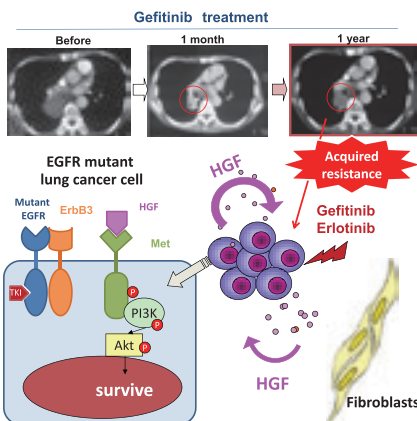 Gefitinib treatment
Before
1 month
1 year
Acquired
resistance
EGFR mutant
lung cancer cell
HGF
Gefitinib
Erlotinib
Mutant
EGFR
ErbB3
HGF
Met
TKI
P
PI3K
P
Akt
P
survive
HGF
Fibroblasts